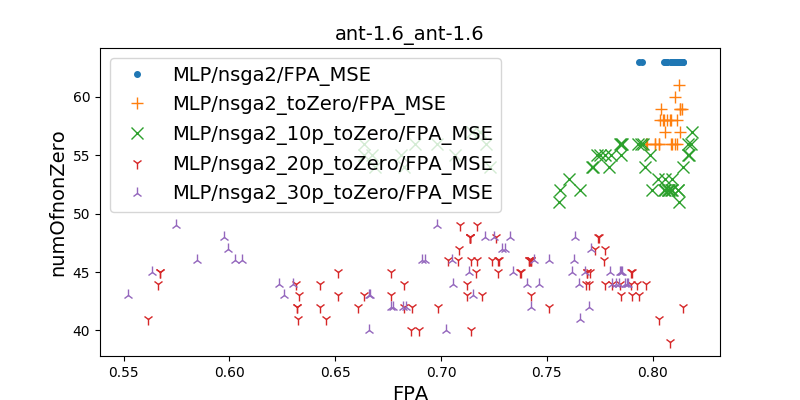 ant-1.6_ant-1.6
MLP/nsga2/FPA_MSE
MLP/nsga2_toZero/FPA_MSE
MLP/nsga2_10p_toZero/FPA_MSE
MLP/nsga2_20p_toZero/FPA_MSE
MLP/nsga2_30p_toZero/FPA_MSE
numOfnonZero
60
55
50
45
40
0.55 0.60 0.65 0.70 0.75 0.80
FPA